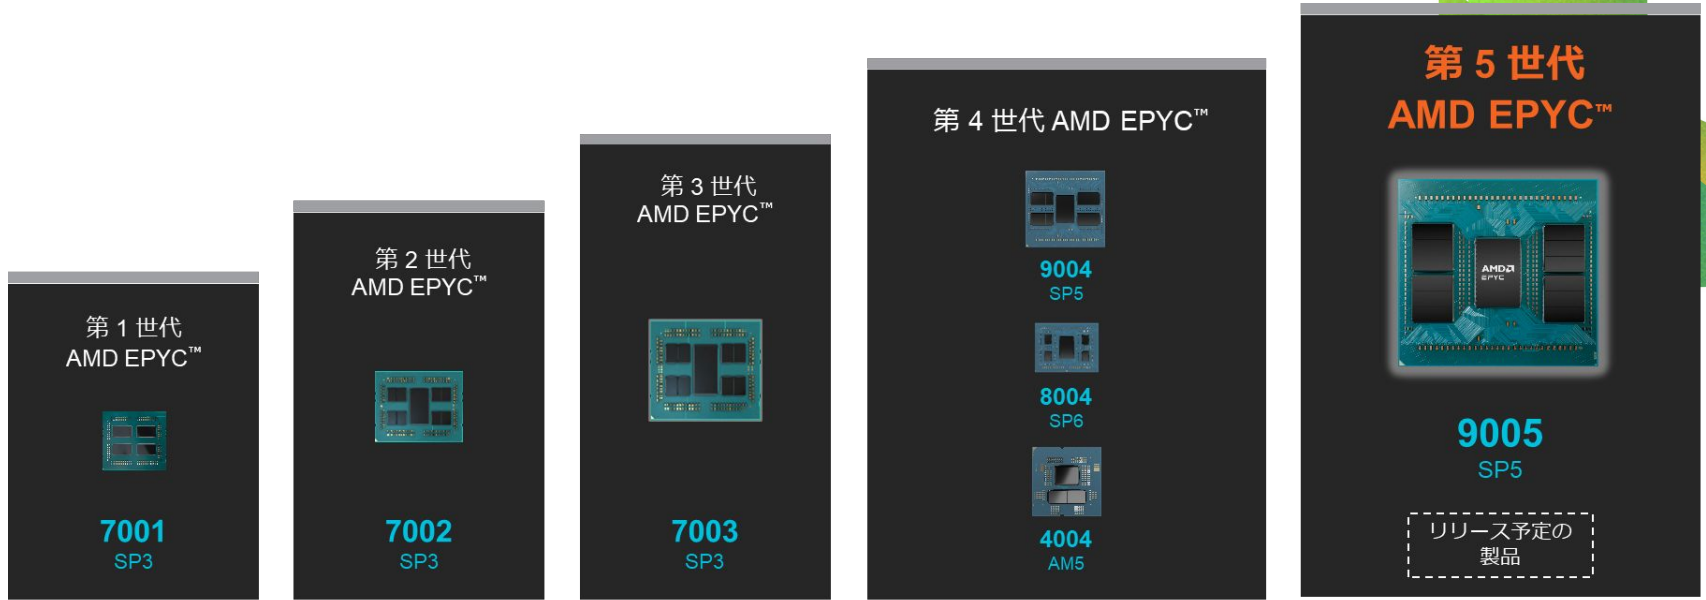 第 1 世代
AMD EPYC™
7001
SP3
第 2 世代
AMD EPYC™
7002
SP3
第 3 世代
AMD EPYC™
7003
SP3
第 4 世代 AMD EPYC™
9004
SP5
8004
SP6
4004
AM5
第 5 世代
AMD EPYC™
AMD
EPYC
9005
SP5
リリース予定の
製品